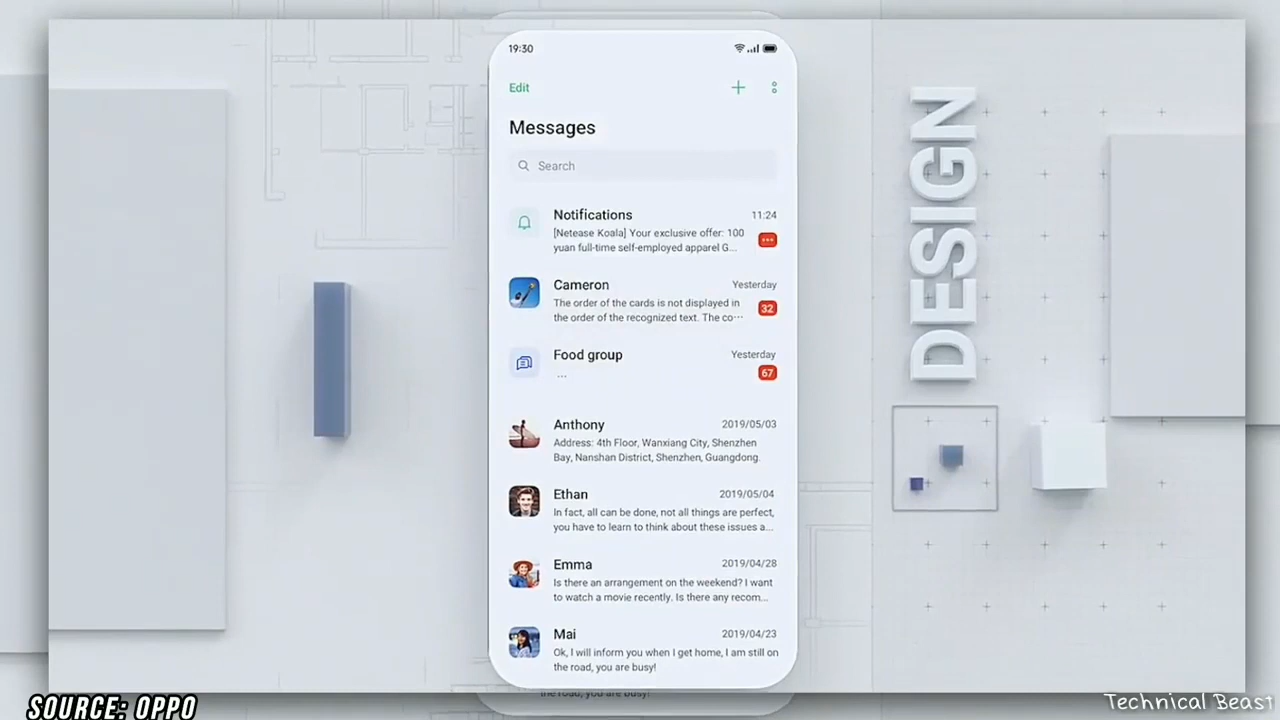 19:30
Edit
Messages
Search
Notifications 11:24
[Netease Koala] Your exclusive offer: 100
yuan full-time self-employed apparel G...
Cameron Yesterday
The order of the cards is not displayed in
the order of the recognized text. The co···
32
Food group Yesterday
...
67
Anthony 2019/05/03
Address: 4th Floor, Wanxiang City, Shenzhen
Bay, Nanshan District, Shenzhen, Guangdong.
Ethan 2019/05/04
In fact, all can be done, not all things are perfect,
you have to learn to think about these issues a...
Emma 2019/04/28
Is there an arrangement on the weekend? I want
to watch a movie recently. Is there any recom...
Mai 2019/04/23
Ok, I will inform you when I get home, I am still on
the road, you are busy!
the road, you are busy!
DESIGN
SOURCE: OPPO
Technical Beast